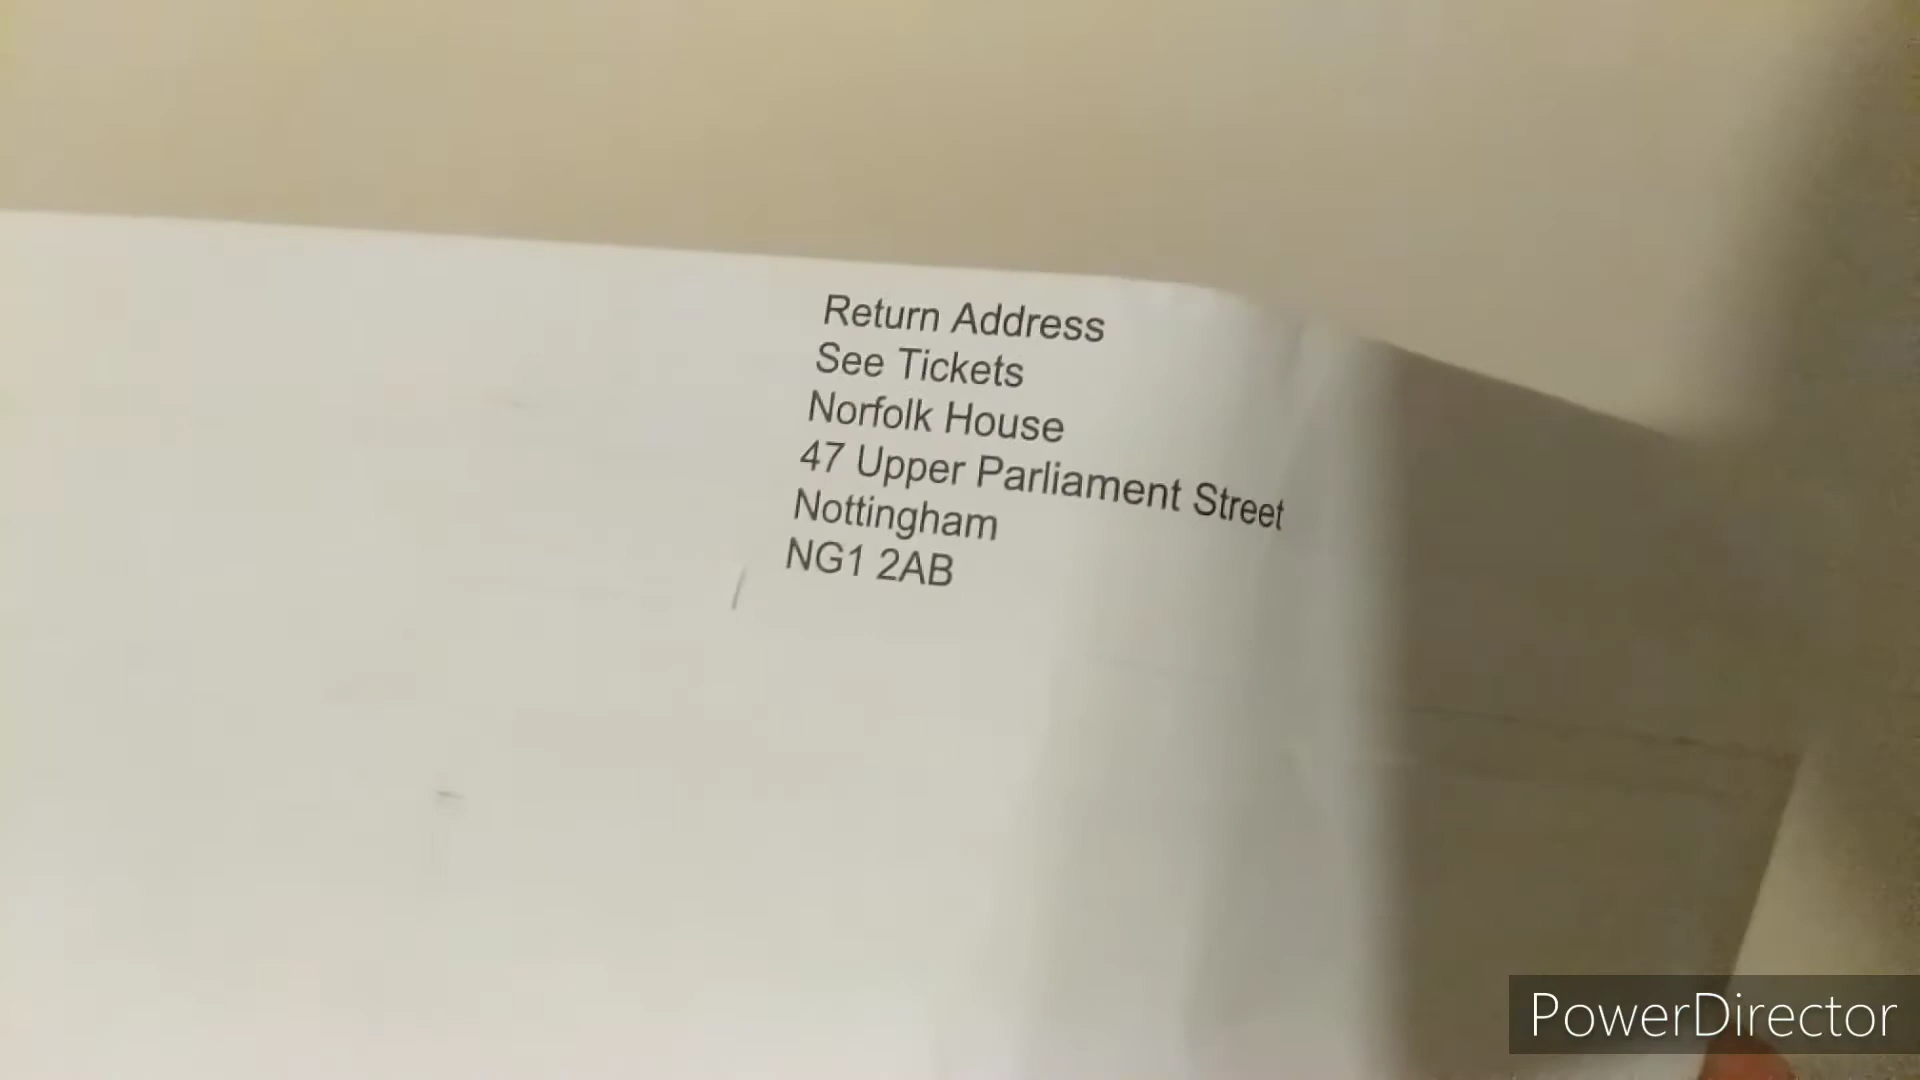 Return Address
See Tickets
Norfolk House
47 Upper Parliament Street
Nottingham
NG1 2AB
PowerDirector